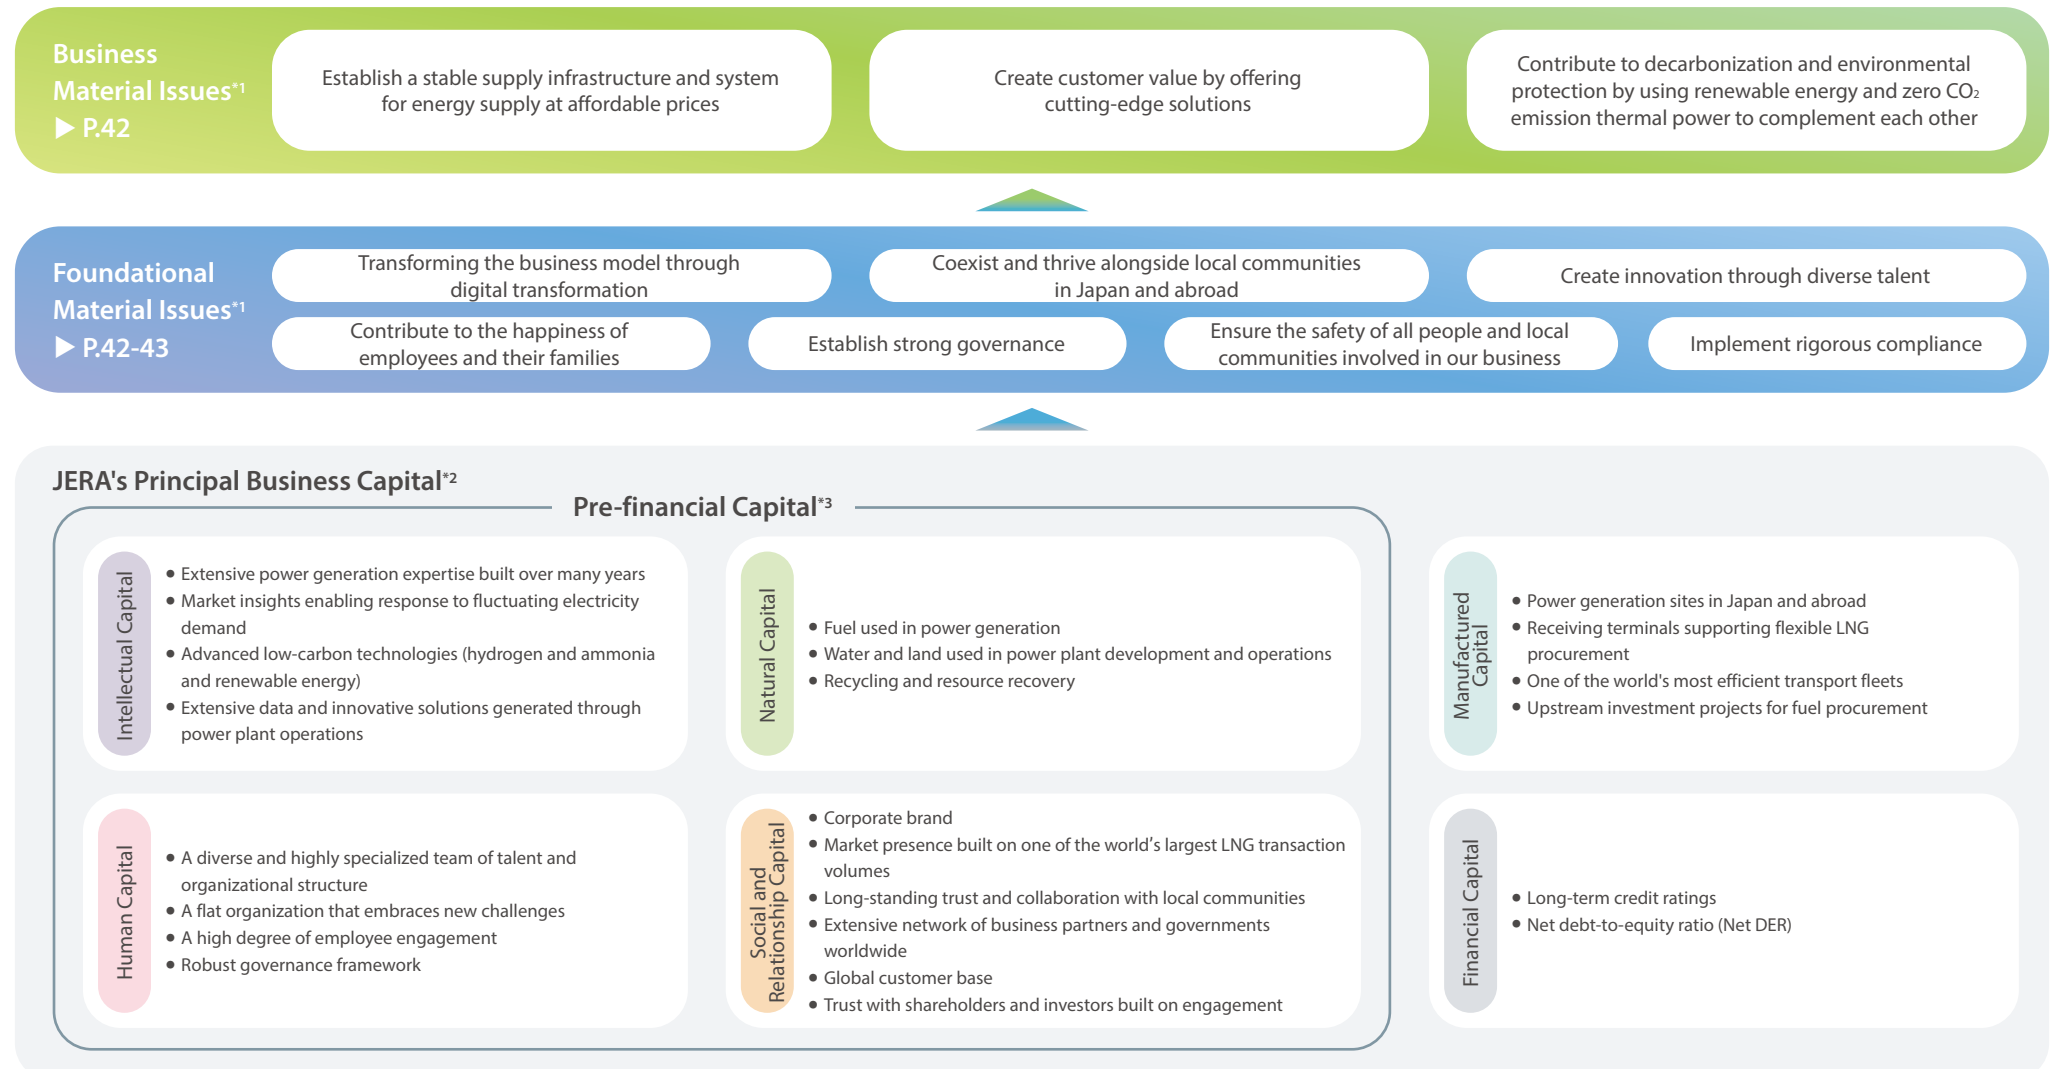 Business
Material Issues*1
▶ P.42
Establish a stable supply infrastructure and system
for energy supply at affordable prices
Create customer value by offering
cutting-edge solutions
Contribute to decarbonization and environmental
protection by using renewable energy and zero CO₂
emission thermal power to complement each other
Foundational
Material Issues*1
▶ P.42-43
Transforming the business model through
digital transformation
Coexist and thrive alongside local communities
in Japan and abroad
Create innovation through diverse talent
Contribute to the happiness of
employees and their families
Establish strong governance
Ensure the safety of all people and local
communities involved in our business
Implement rigorous compliance
JERA's Principal Business Capital*2
Pre-financial Capital*3
Intellectual Capital
• Extensive power generation expertise built over many years
• Market insights enabling response to fluctuating electricity
demand
• Advanced low-carbon technologies (hydrogen and ammonia
and renewable energy)
• Extensive data and innovative solutions generated through
power plant operations
Natural Capital
• Fuel used in power generation
• Water and land used in power plant development and operations
• Recycling and resource recovery
Manufactured
Capital
• Power generation sites in Japan and abroad
• Receiving terminals supporting flexible LNG
procurement
• One of the world's most efficient transport fleets
• Upstream investment projects for fuel procurement
Human Capital
• A diverse and highly specialized team of talent and
organizational structure
• A flat organization that embraces new challenges
• A high degree of employee engagement
• Robust governance framework
Social and
Relationship Capital
• Corporate brand
• Market presence built on one of the world’s largest LNG transaction
volumes
• Long-standing trust and collaboration with local communities
• Extensive network of business partners and governments
worldwide
• Global customer base
• Trust with shareholders and investors built on engagement
Financial Capital
• Long-term credit ratings
• Net debt-to-equity ratio (Net DER)